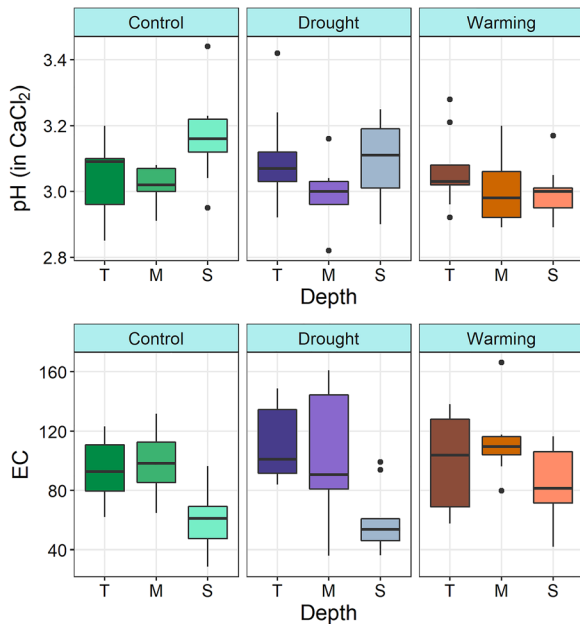 Control Drought Warming
pH (in CaCl₂)
3.4
3.2
3.0
2.8
T M S T M S T M S
Depth
Control Drought Warming
EC
160
120
80
40
T M S T M S T M S
Depth